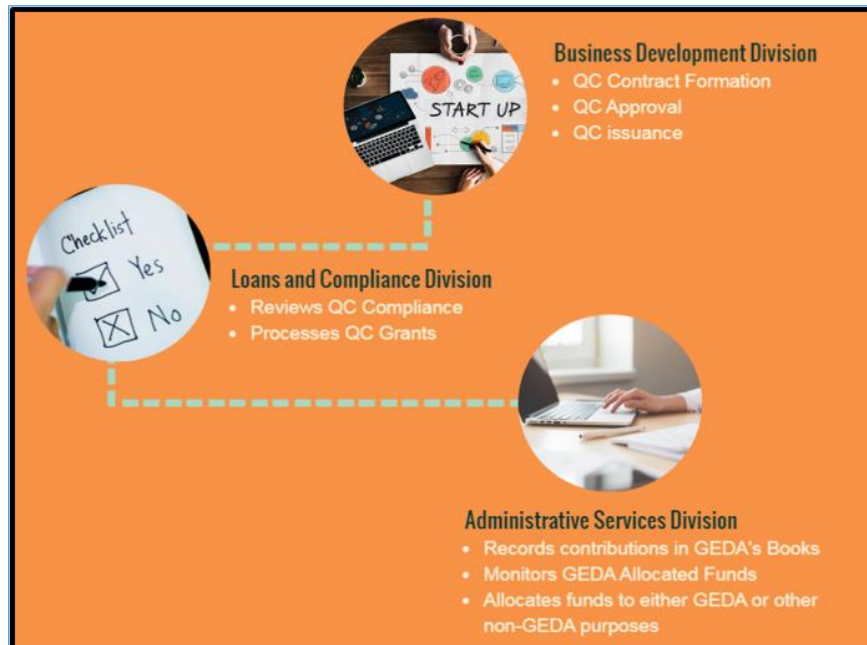 START UP
Business Development Division
• QC Contract Formation
• QC Approval
• QC issuance
Checklist
Yes
No
Loans and Compliance Division
• Reviews QC Compliance
• Processes QC Grants
Administrative Services Division
• Records contributions in GEDA's Books
• Monitors GEDA Allocated Funds
• Allocates funds to either GEDA or other
non-GEDA purposes